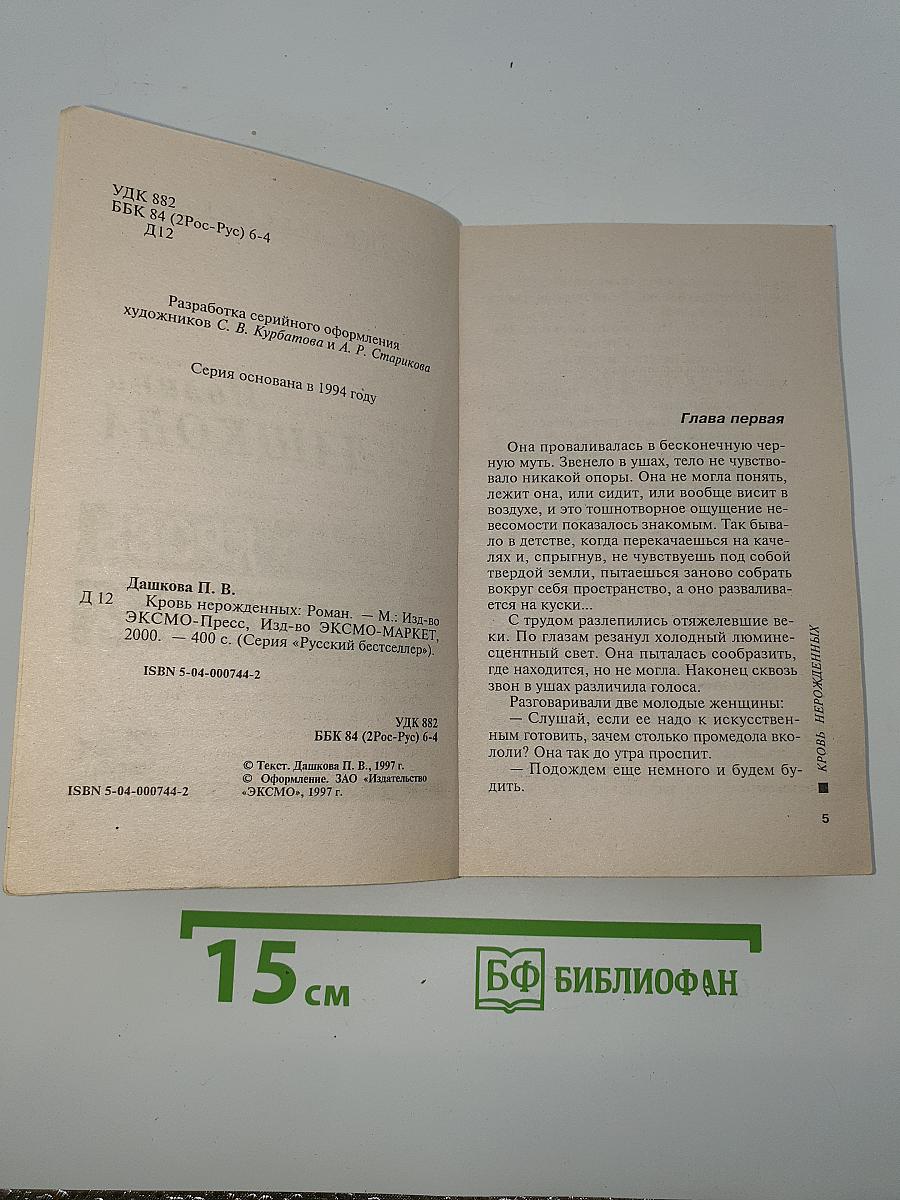 УДК 882
ББК 84 (2Рос-Рус) 6-4
Д12
Разработка серийного оформления
художников С. В. Курбатова и А. Р. Старикова
Серия основана в 1994 году
Дашкова П. В.
Д 12 Кровь нерожденных: Роман. — М.: Изд-во
ЭКСМО-Пресс, Изд-во ЭКСМО-МАРКЕТ,
2000. — 400 с. (Серия «Русский бестселлер»).
ISBN 5-04-000744-2
УДК 882
ББК 84 (2Рос-Рус) 6-4
© Текст. Дашкова П. В., 1997 г.
© Оформление. ЗАО «Издательство
ISBN 5-04-000744-2 «ЭКСМО», 1997 г.
Глава первая
Она проваливалась в бесконечную чер-
ную муть. Звенело в ушах, тело не чувство-
вало никакой опоры. Она не могла понять,
лежит она, или сидит, или вообще висит в
воздухе, и это тошнотворное ощущение не-
весомости показалось знакомым. Так быва-
ло в детстве, когда перекачаешься на каче-
лях и, спрыгнув, не чувствуешь под собой
твердой земли, пытаешься заново собрать
вокруг себя пространство, а оно развалива-
ется на куски...
С трудом разлепились отяжелевшие ве-
ки. По глазам резанул холодный люмине-
сцентный свет. Она пыталась сообразить,
где находится, но не могла. Наконец сквозь
звон в ушах различила голоса.
Разговаривали две молодые женщины:
— Слушай, если ее надо к искусствен-
ным готовить, зачем столько промедола вко-
лоли? Она так до утра проспит.
— Подождем еще немного и будем бу-
дить.
КРОВЬ НЕРОЖДЕННЫХ
5
15 см
БФ БИБЛИОФАН